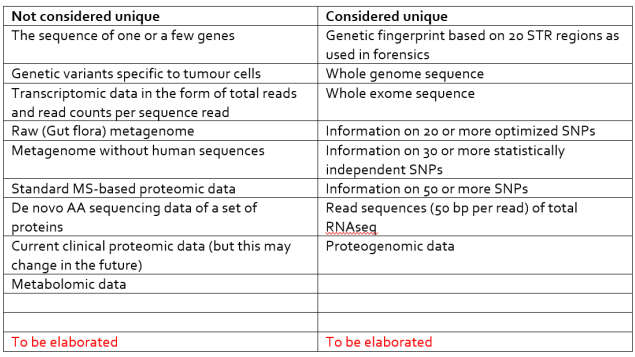 Not considered unique
Considered unique
The sequence of one or a few genes
Genetic fingerprint based on 20 STR regions as
used in forensics
Genetic variants specific to tumour cells
Whole genome sequence
Transcriptomic data in the form of total reads
and read counts per sequence read
Whole exome sequence
Raw (Gut flora) metagenome
Information on 20 or more optimized SNPs
Metagenome without human sequences
Information on 30 or more statistically
independent SNPs
Standard MS-based proteomic data
Information on 50 or more SNPs
De novo AA sequencing data of a set of
proteins
Read sequences (50 bp per read) of total
RNAseq
Current clinical proteomic data (but this may
change in the future)
Proteogenomic data
Metabolomic data
To be elaborated
To be elaborated